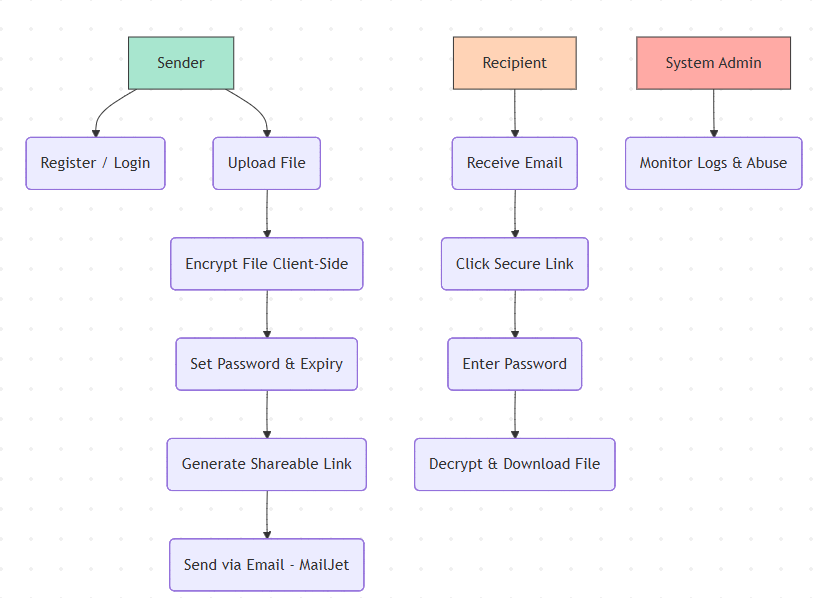 Sender
Recipient
System Admin
Register / Login
Upload File
Receive Email
Monitor Logs & Abuse
Encrypt File Client-Side
Click Secure Link
Set Password & Expiry
Enter Password
Generate Shareable Link
Decrypt & Download File
Send via Email - MailJet